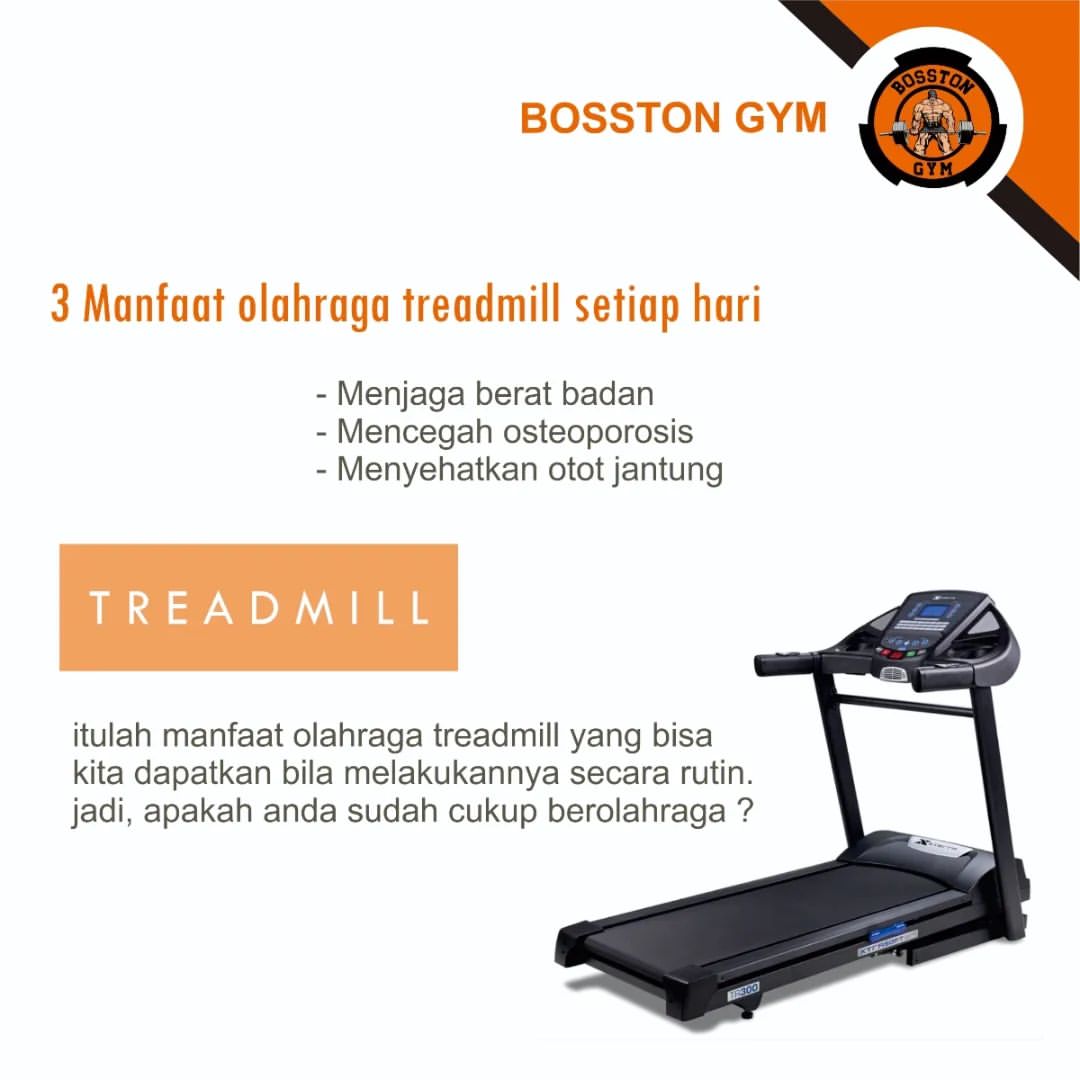 BOSSTON GYM
BOSSTON
GYM
3 Manfaat olahraga treadmill setiap hari
- Menjaga berat badan
- Mencegah osteoporosis
- Menyehatkan otot jantung
TREADMILL
itulah manfaat olahraga treadmill yang bisa
kita dapatkan bila melakukannya secara rutin.
jadi, apakah anda sudah cukup berolahraga ?
TR300